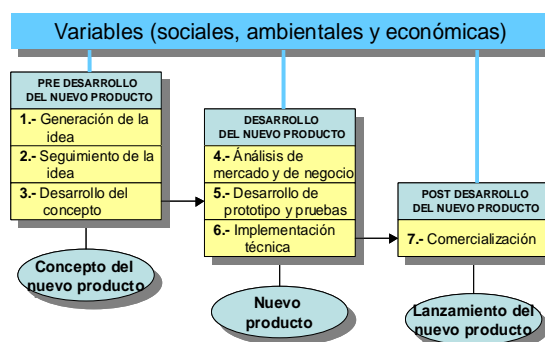 Variables (sociales, ambientales y económicas)
PRE DESARROLLO
DEL NUEVO PRODUCTO
1.- Generación de la
idea
2.- Seguimiento de la
idea
3.- Desarrollo del
concepto
Concepto del
nuevo producto
DESARROLLO
DEL NUEVO PRODUCTO
4.- Ánálisis de
mercado y de negocio
5.- Desarrollo de
prototipo y pruebas
6.- Implementación
técnica
Nuevo
producto
POST DESARROLLO
DEL NUEVO PRODUCTO
7.- Comercialización
Lanzamiento del
nuevo producto